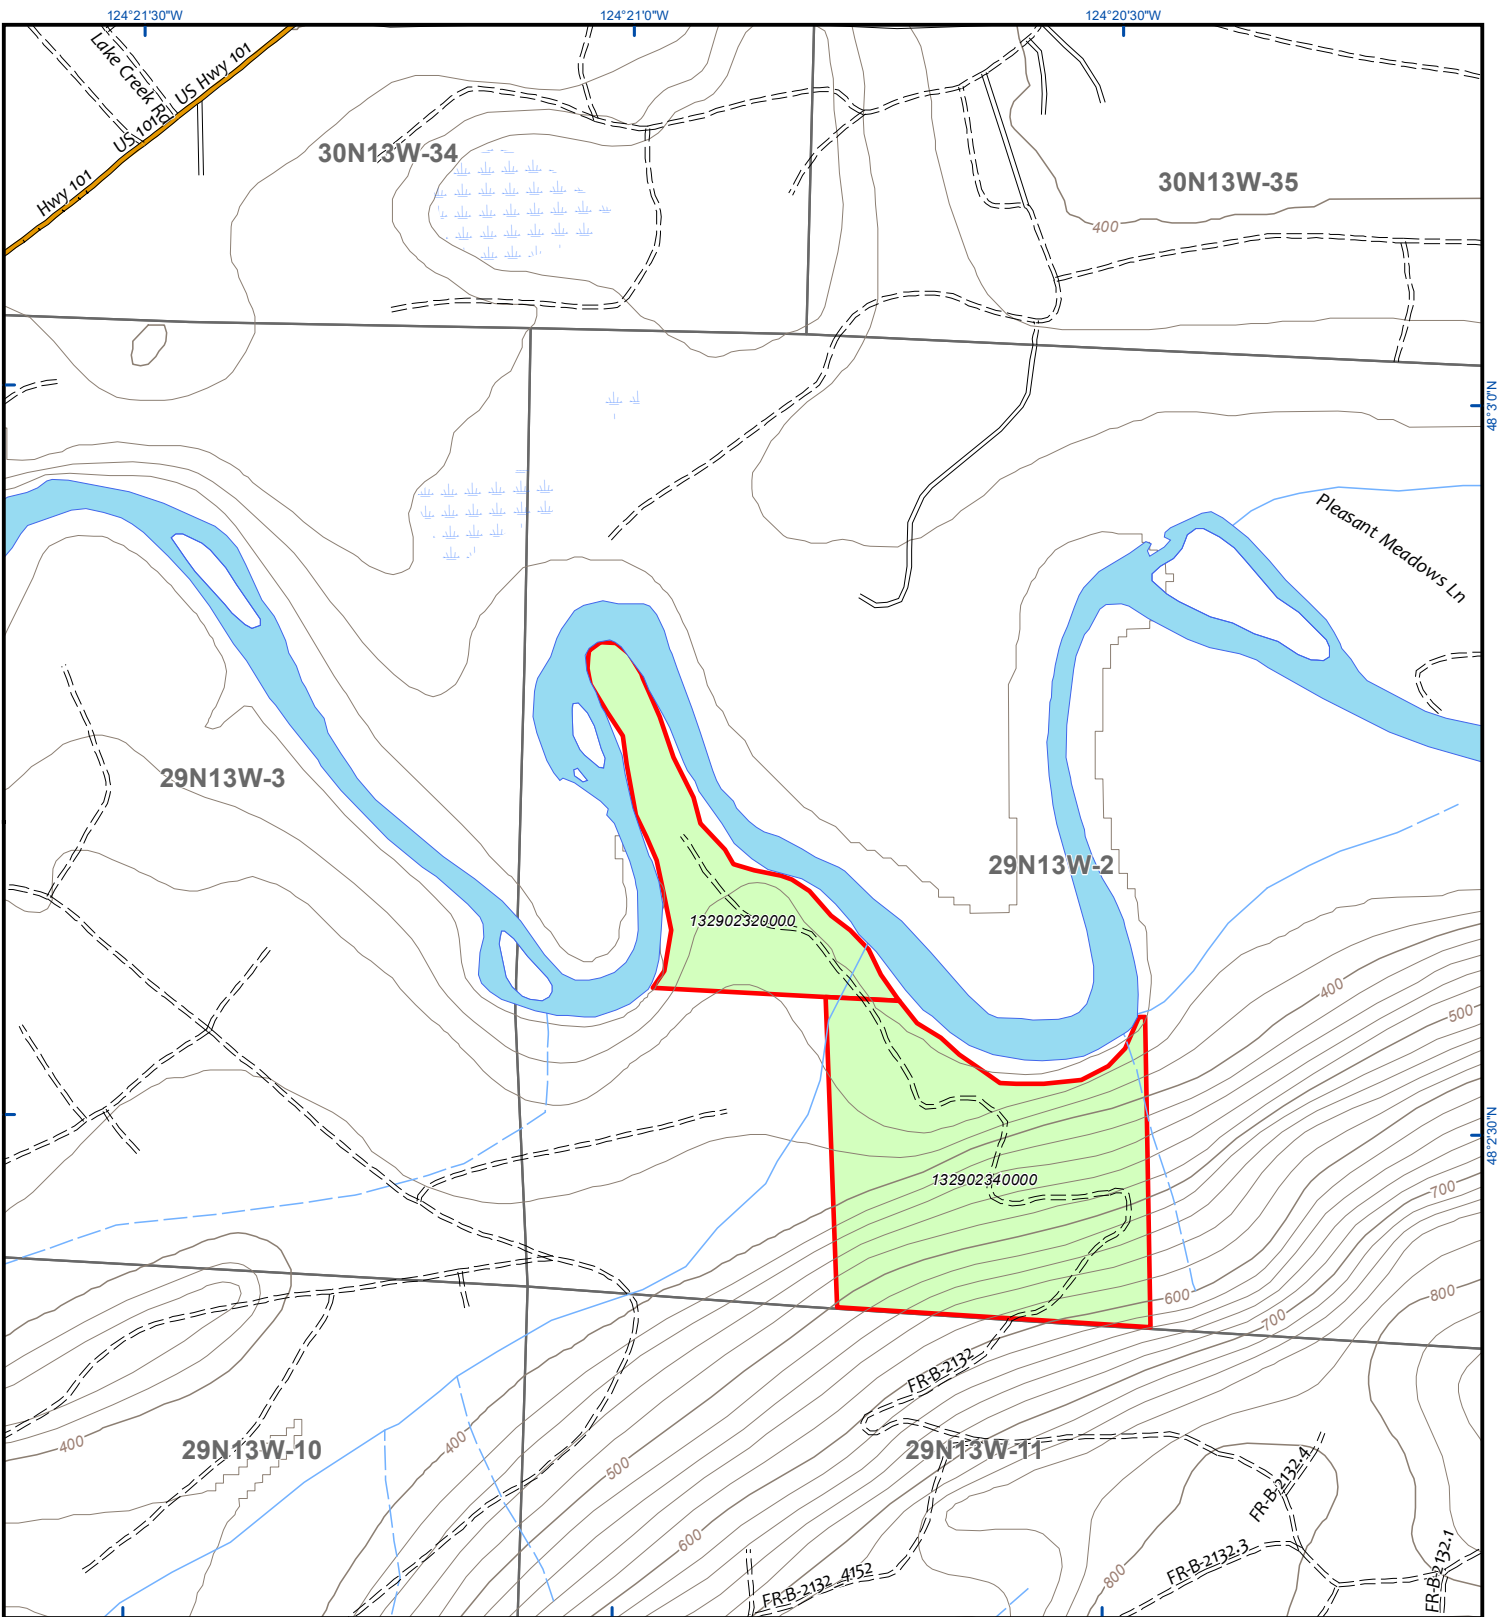 124°21'30"W
124°21'0"W
124°20'30"W
Lake Creek Rd
US Hwy 101
US 101
Hwy 101
30N13W-34
30N13W-35
400
48°3'0"N
Pleasant Meadows Ln
29N13W-3
29N13W-2
132902320000
400
500
48°2'30"N
132902340000
700
600
800
700
FR-B-2132
400
29N13W-10
400
29N13W-11
500
FR-B-2132.4
600
FR-B-2132.3
FR-B-2132.1
800
FR-B-2132_4152